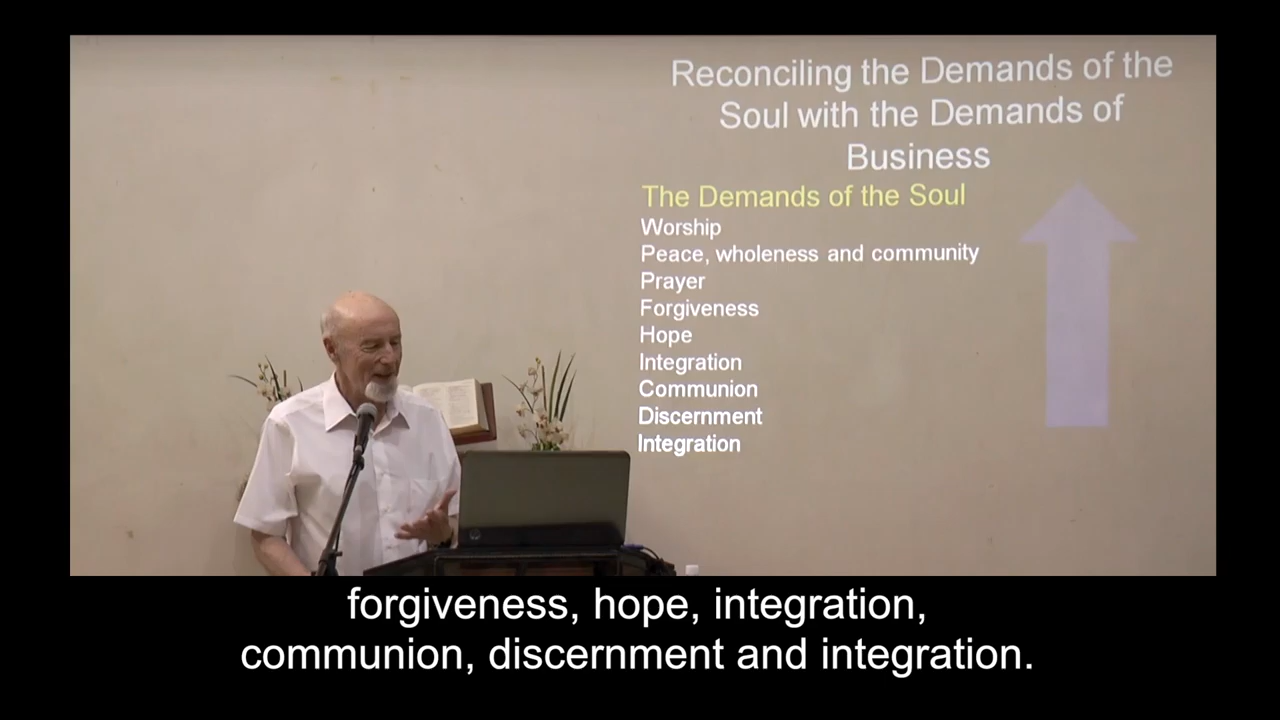 Reconciling the Demands of the
Soul with the Demands of
Business
The Demands of the Soul
Worship
Peace, wholeness and community
Prayer
Forgiveness
Hope
Integration
Communion
Discernment
Integration
forgiveness, hope, integration,
communion, discernment and integration.